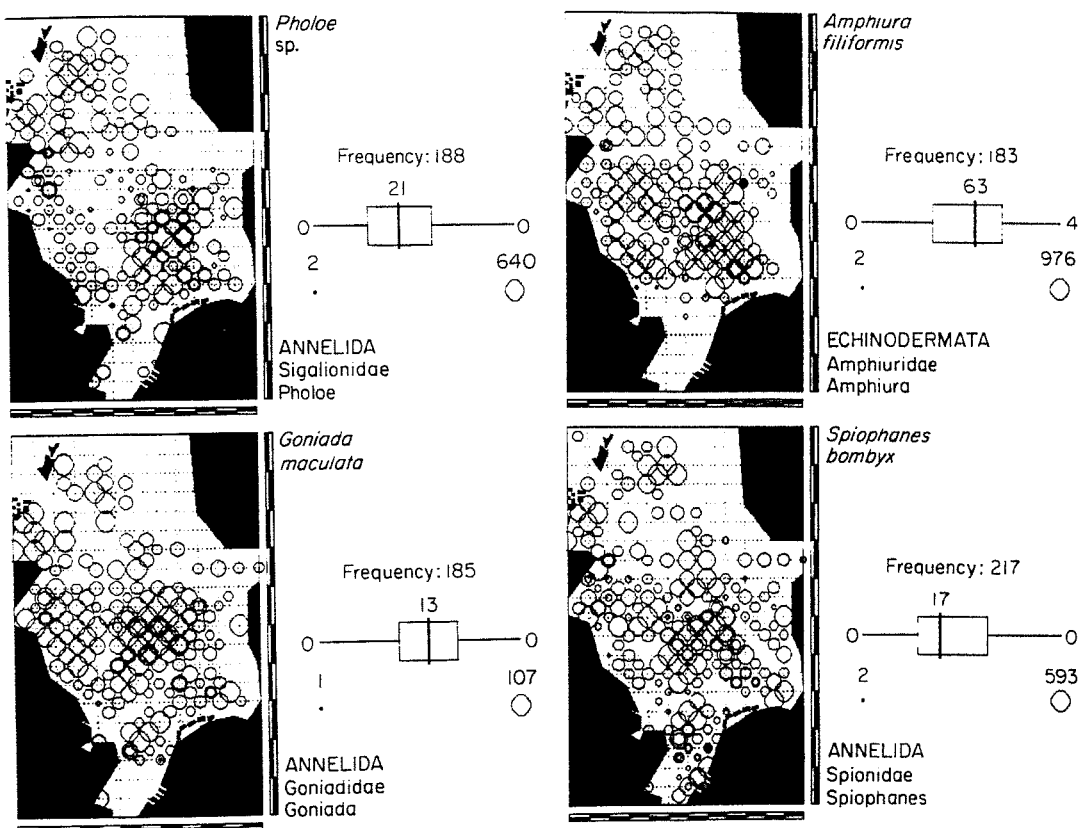 Pholoe
sp.
Frequency: 188
21
0
0
2
640
ANNELIDA
Sigalionidae
Pholoe
Amphiura
filiformis
Frequency: 183
63
0
4
2
976
ECHINODERMATA
Amphiuridae
Amphiura
Goniada
maculata
Frequency: 185
13
0
0
1
107
ANNELIDA
Goniadidae
Goniada
Spiophanes
bombyx
Frequency: 217
17
0
0
2
593
ANNELIDA
Spionidae
Spiophanes